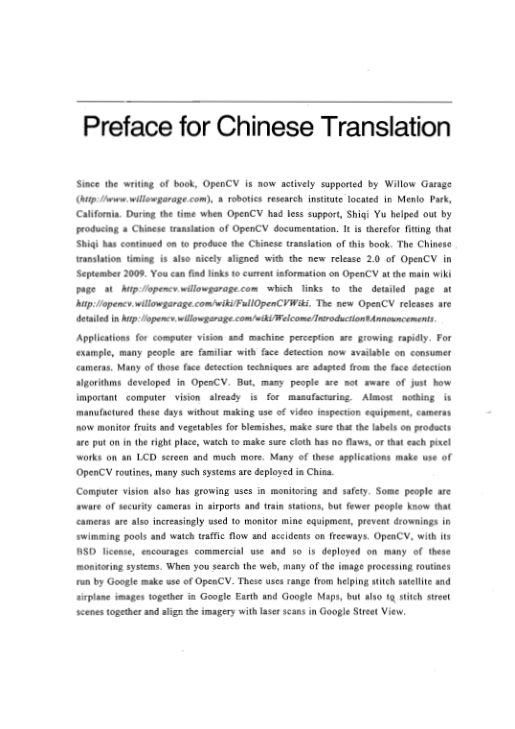 Preface for Chinese Translation
Since the writing of book, OpenCV is now actively supported by Willow Garage
(http://www.willowgarage.com), a robotics research institute located in Menlo Park,
California. During the time when OpenCV had less support, Shiqi Yu helped out by
producing a Chinese translation of OpenCV documentation. It is therefor fitting that
Shiqi has continued on to produce the Chinese translation of this book. The Chinese
translation timing is also nicely aligned with the new release 2.0 of OpenCV in
September 2009. You can find links to current information on OpenCV at the main wiki
page at http://opencv.willowgarage.com which links to the detailed page at
http://opencv.willowgarage.com/wiki/FullOpenCVWiki. The new OpenCV releases are
detailed in http://opencv.willowgarage.com/wiki/Welcome/Introduction#Announcements.
Applications for computer vision and machine perception are growing rapidly. For
example, many people are familiar with face detection now available on consumer
cameras. Many of those face detection techniques are adapted from the face detection
algorithms developed in OpenCV. But, many people are not aware of just how
important computer vision already is for manufacturing. Almost nothing is
manufactured these days without making use of video inspection equipment, cameras
now monitor fruits and vegetables for blemishes, make sure that the labels on products
are put on in the right place, watch to make sure cloth has no flaws, or that each pixel
works on an LCD screen and much more. Many of these applications make use of
OpenCV routines, many such systems are deployed in China.
Computer vision also has growing uses in monitoring and safety. Some people are
aware of security cameras in airports and train stations, but fewer people know that
cameras are also increasingly used to monitor mine equipment, prevent drownings in
swimming pools and watch traffic flow and accidents on freeways. OpenCV, with its
BSD license, encourages commercial use and so is deployed on many of these
monitoring systems. When you search the web, many of the image processing routines
run by Google make use of OpenCV. These uses range from helping stitch satellite and
airplane images together in Google Earth and Google Maps, but also to stitch street
scenes together and align the imagery with laser scans in Google Street View.